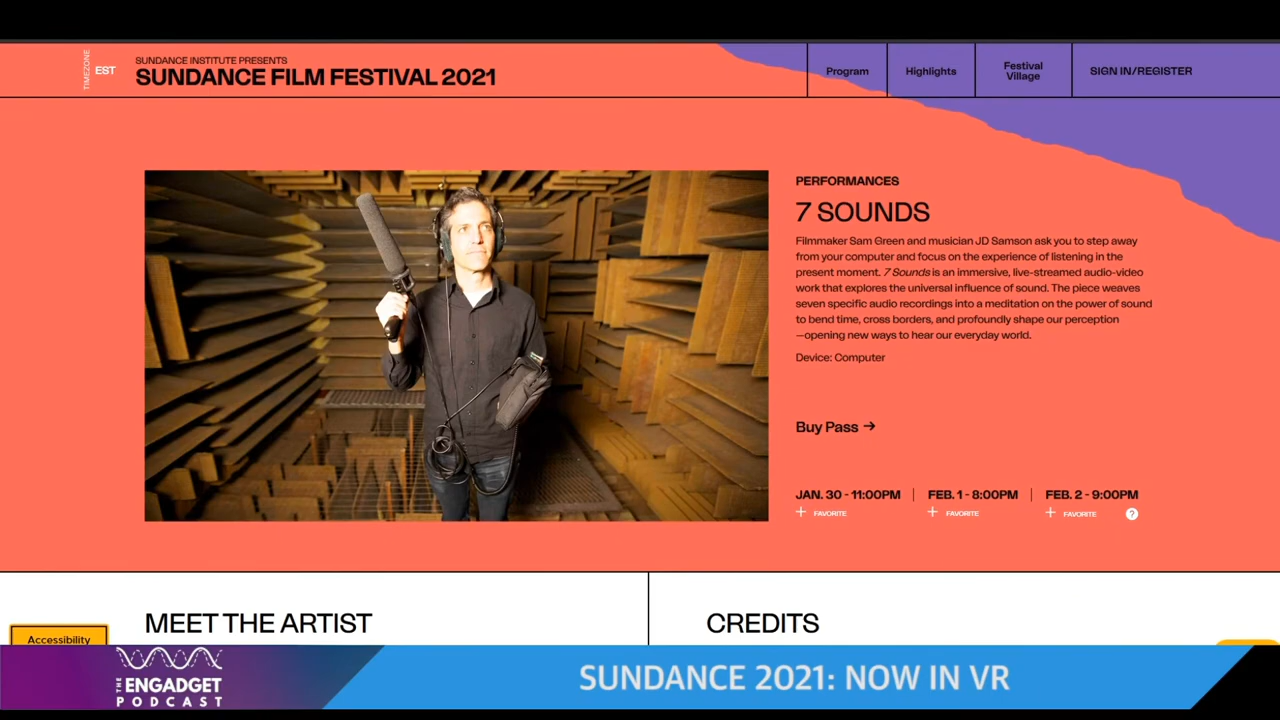 TIMEZONE
EST
SUNDANCE INSTITUTE PRESENTS
SUNDANCE FILM FESTIVAL 2021
Program
Highlights
Festival
Village
SIGN IN/REGISTER
PERFORMANCES
7 SOUNDS
Filmmaker Sam Green and musician JD Samson ask you to step away
from your computer and focus on the experience of listening in the
present moment. 7 Sounds is an immersive, live-streamed audio-video
work that explores the universal influence of sound. The piece weaves
seven specific audio recordings into a meditation on the power of sound
to bend time, cross borders, and profoundly shape our perception
—opening new ways to hear our everyday world.
Device: Computer
Buy Pass →
JAN. 30 - 11:00PM
FEB. 1 - 8:00PM
FEB. 2 - 9:00PM
+ FAVORITE
+ FAVORITE
+ FAVORITE
?
MEET THE ARTIST
CREDITS
Accessibility
THE
ENGADGET
PODCAST
SUNDANCE 2021: NOW IN VR